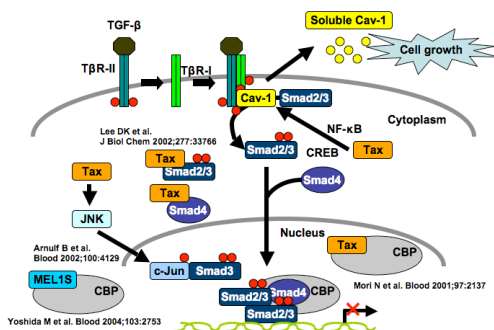 TGF-β
Soluble Cav-1
TβR-II
TβR-I
Cell growth
Cav-1
Smad2/3
NF-κB
Cytoplasm
Lee DK et al.
J Biol Chem 2002;277:33766
Smad2/3
CREB
Tax
Tax
Smad2/3
Tax
Tax
Smad4
Smad4
JNK
Nucleus
Tax
CBP
Arnulf B et al.
Blood 2002;100:4129
c-Jun
Smad3
Mori N et al. Blood 2001;97:2137
MEL1S
CBP
Smad4
CBP
Smad2/3
Smad2/3
Yoshida M et al. Blood 2004;103:2753